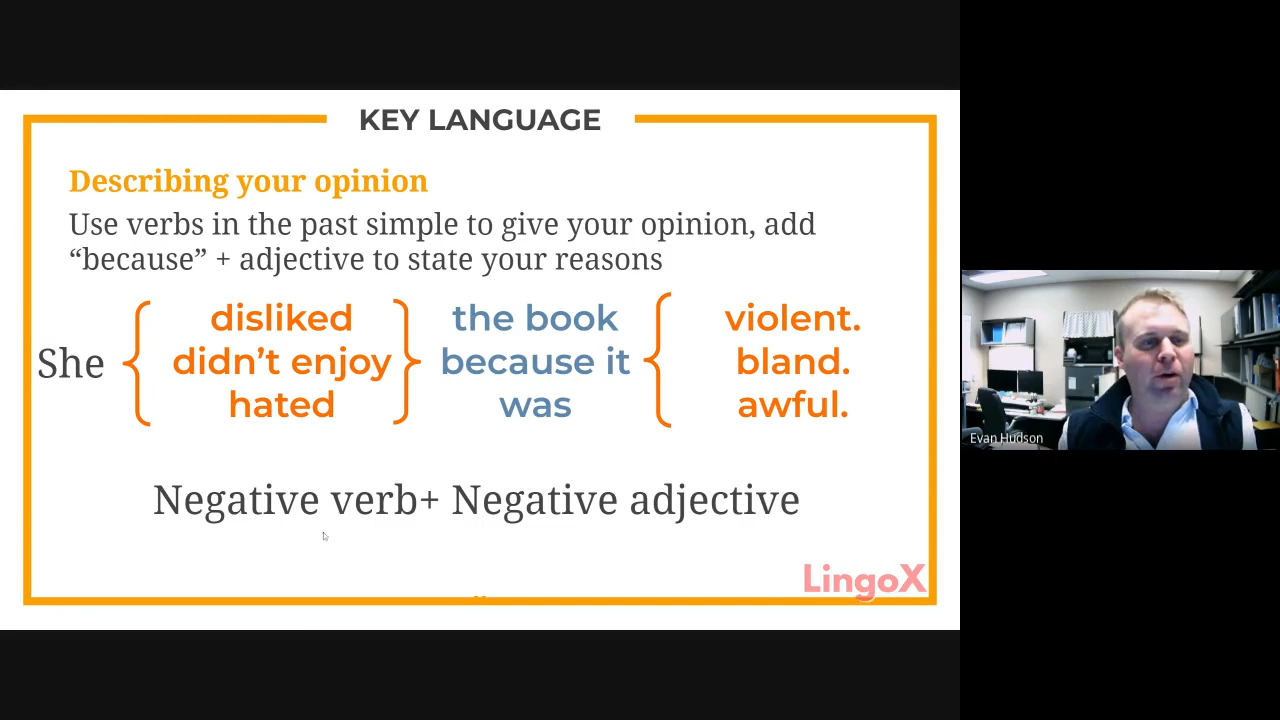 KEY LANGUAGE
Describing your opinion
Use verbs in the past simple to give your opinion, add
“because” + adjective to state your reasons
She
disliked
didn’t enjoy
hated
the book
because it
was
violent.
bland.
awful.
Negative verb+ Negative adjective
LingoX
Evan Hudson